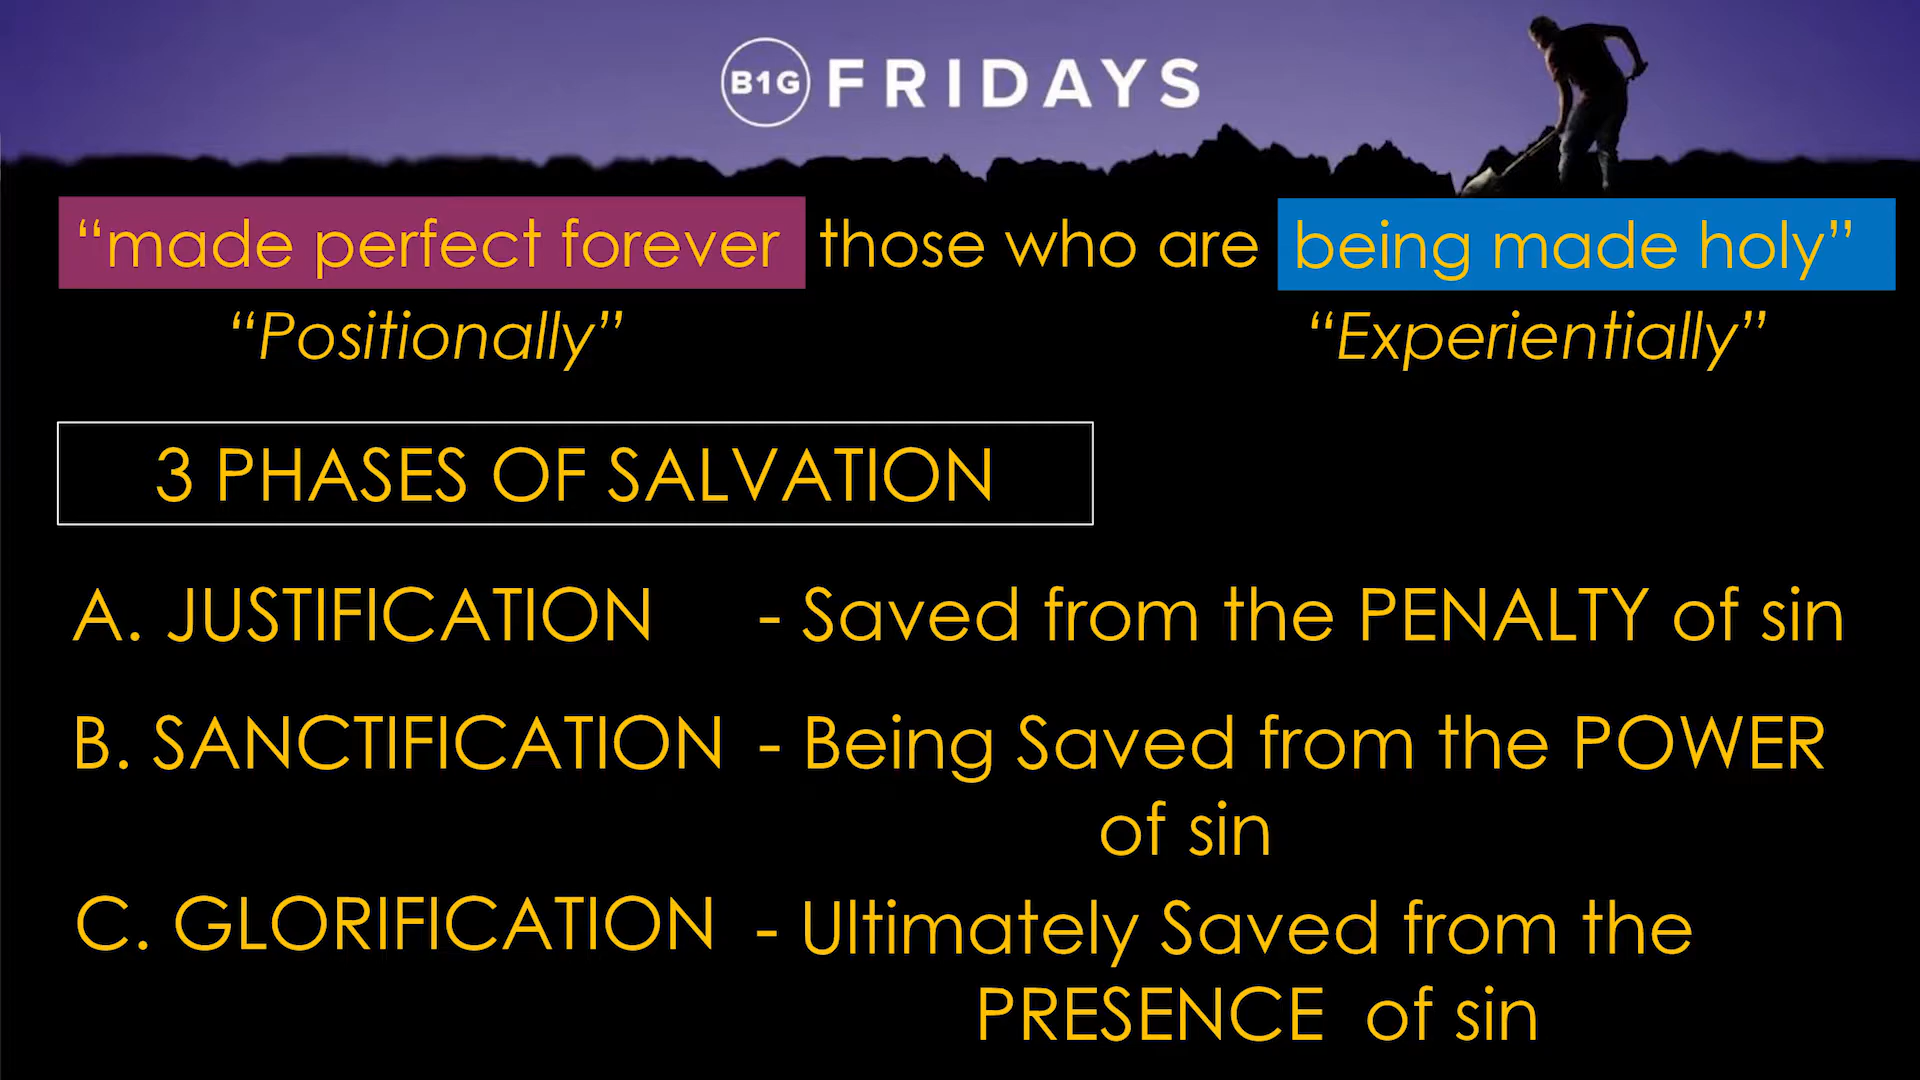 B1G FRIDAYS
“made perfect forever those who are being made holy”
“Positionally” “Experientially”
3 PHASES OF SALVATION
A. JUSTIFICATION - Saved from the PENALTY of sin
B. SANCTIFICATION - Being Saved from the POWER
of sin
C. GLORIFICATION - Ultimately Saved from the
PRESENCE of sin